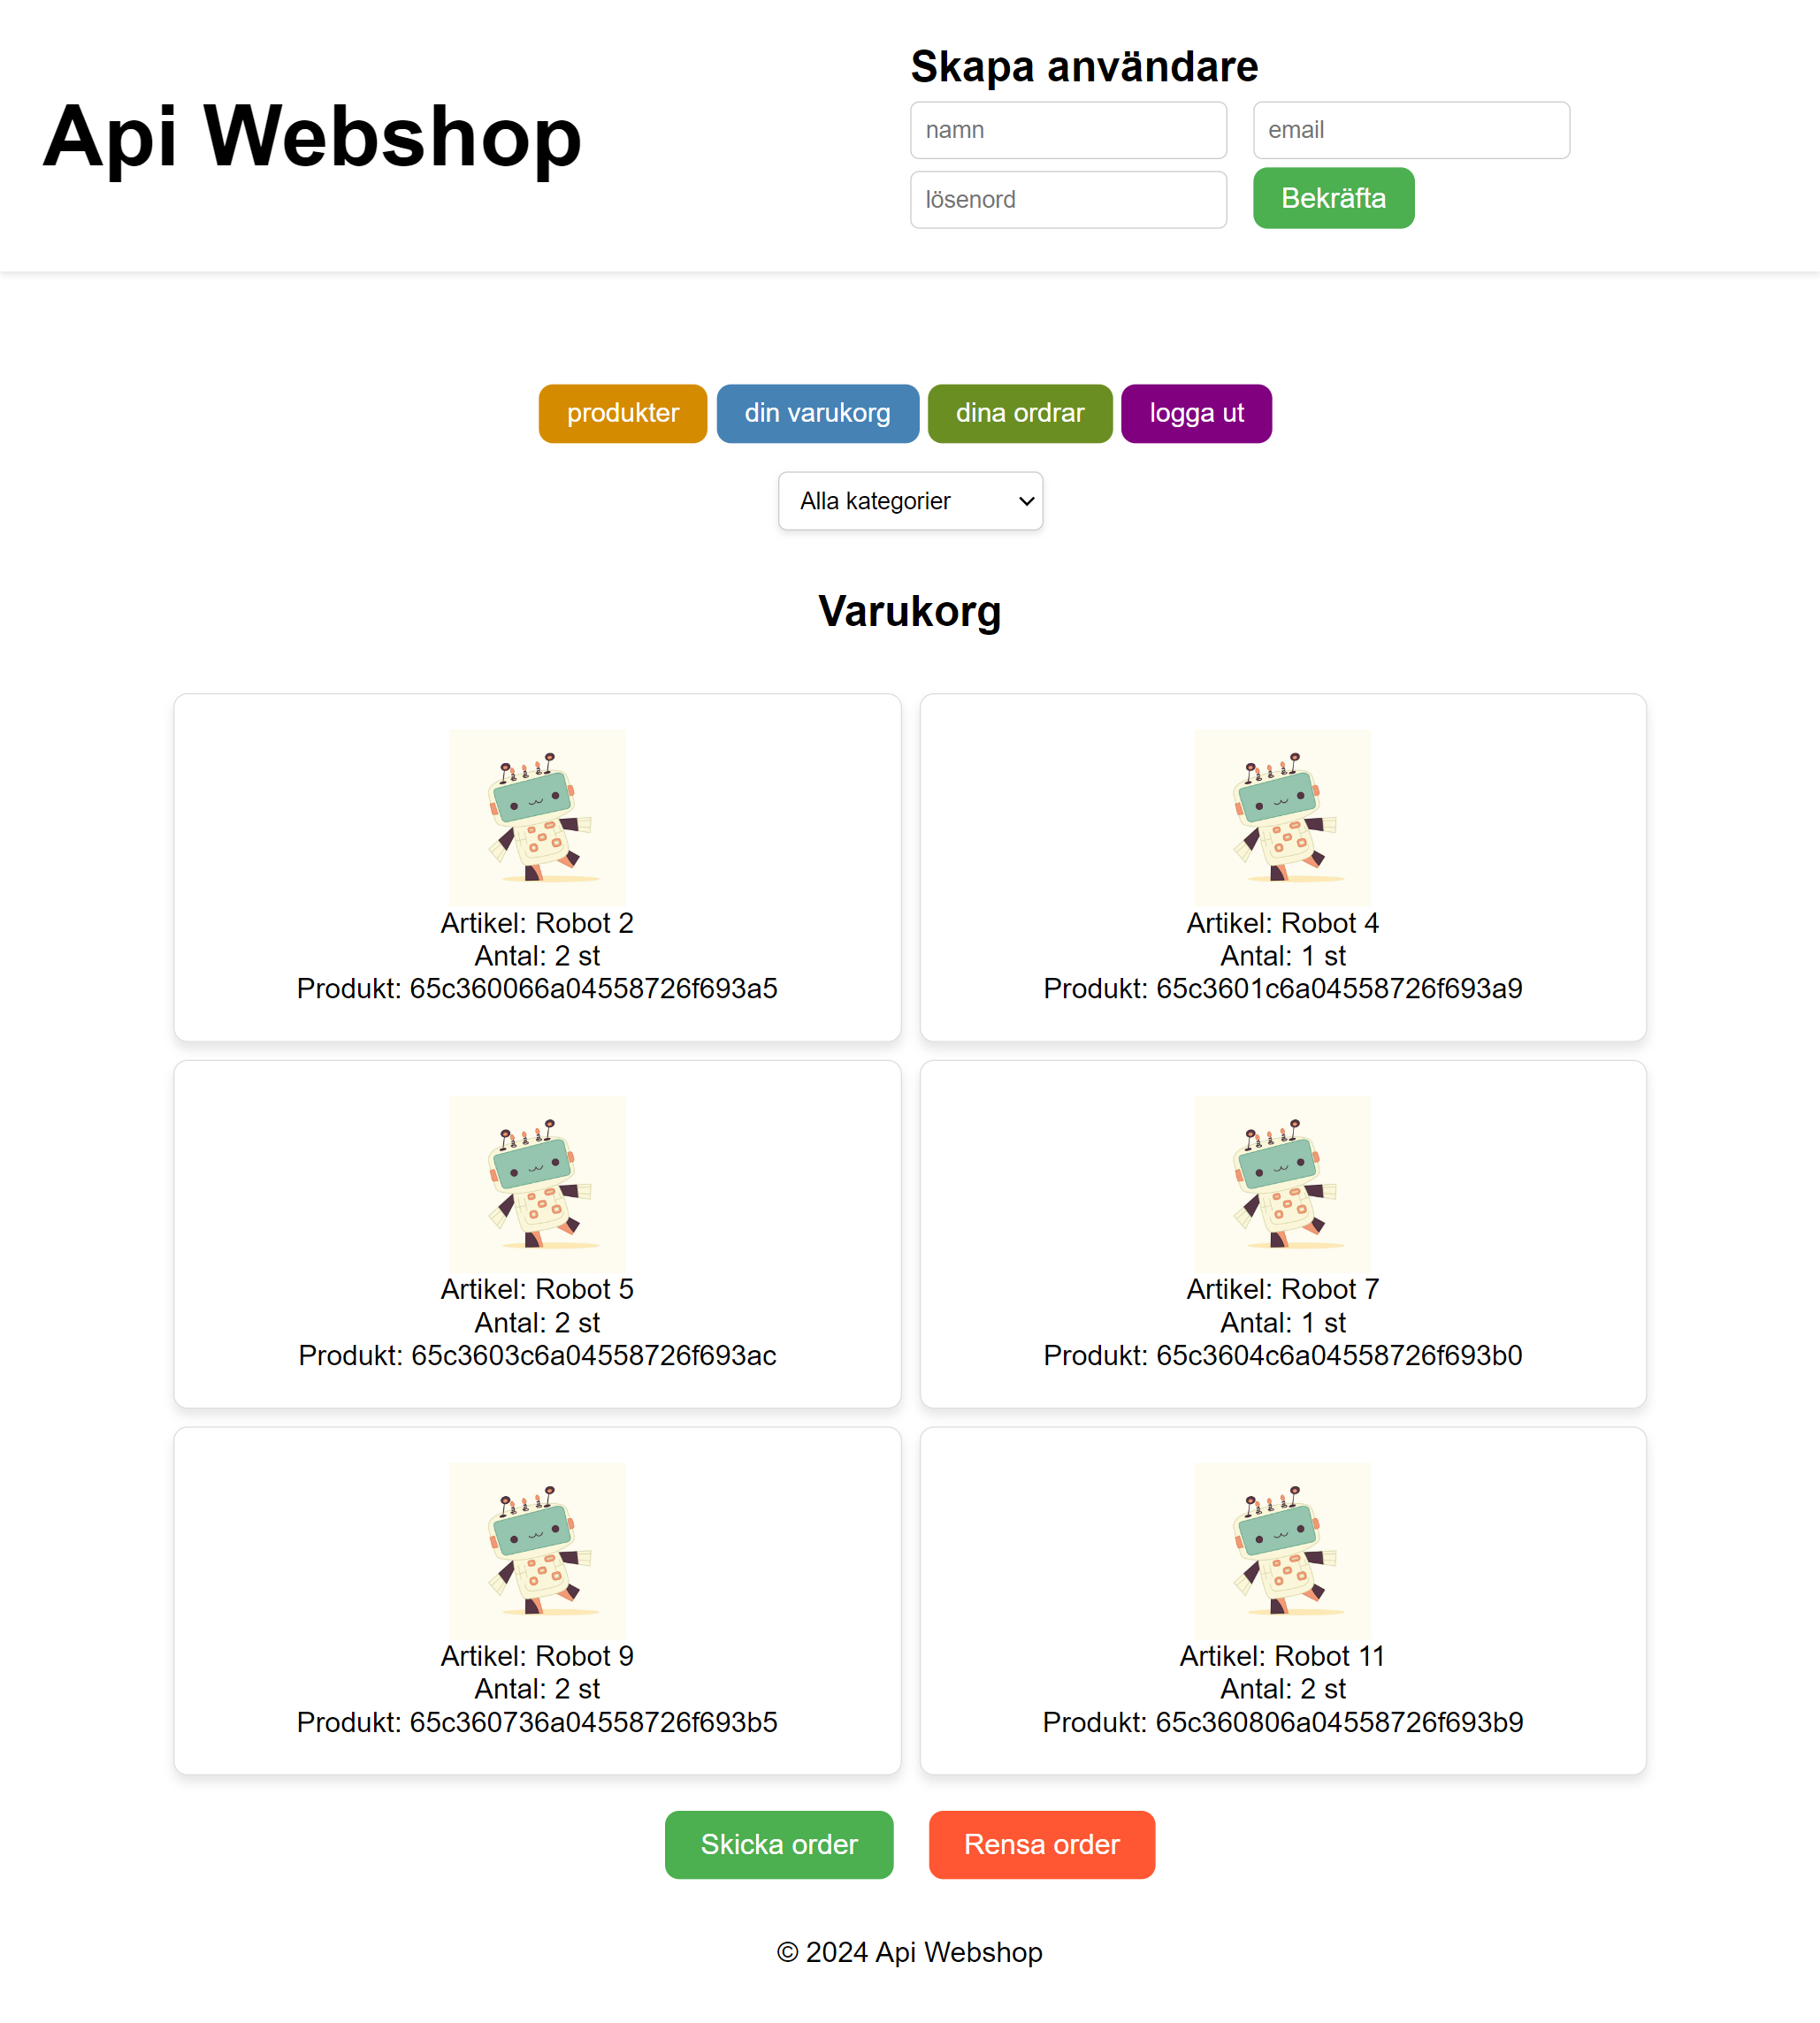 Api Webshop
Skapa användare
namn
email
lösenord
Bekräfta
produkter
din varukorg
dina ordrar
logga ut
Alla kategorier
Varukorg
Artikel: Robot 2
Antal: 2 st
Produkt: 65c360066a04558726f693a5
Artikel: Robot 4
Antal: 1 st
Produkt: 65c3601c6a04558726f693a9
Artikel: Robot 5
Antal: 2 st
Produkt: 65c3603c6a04558726f693ac
Artikel: Robot 7
Antal: 1 st
Produkt: 65c3604c6a04558726f693b0
Artikel: Robot 9
Antal: 2 st
Produkt: 65c360736a04558726f693b5
Artikel: Robot 11
Antal: 2 st
Produkt: 65c360806a04558726f693b9
Skicka order
Rensa order
© 2024 Api Webshop